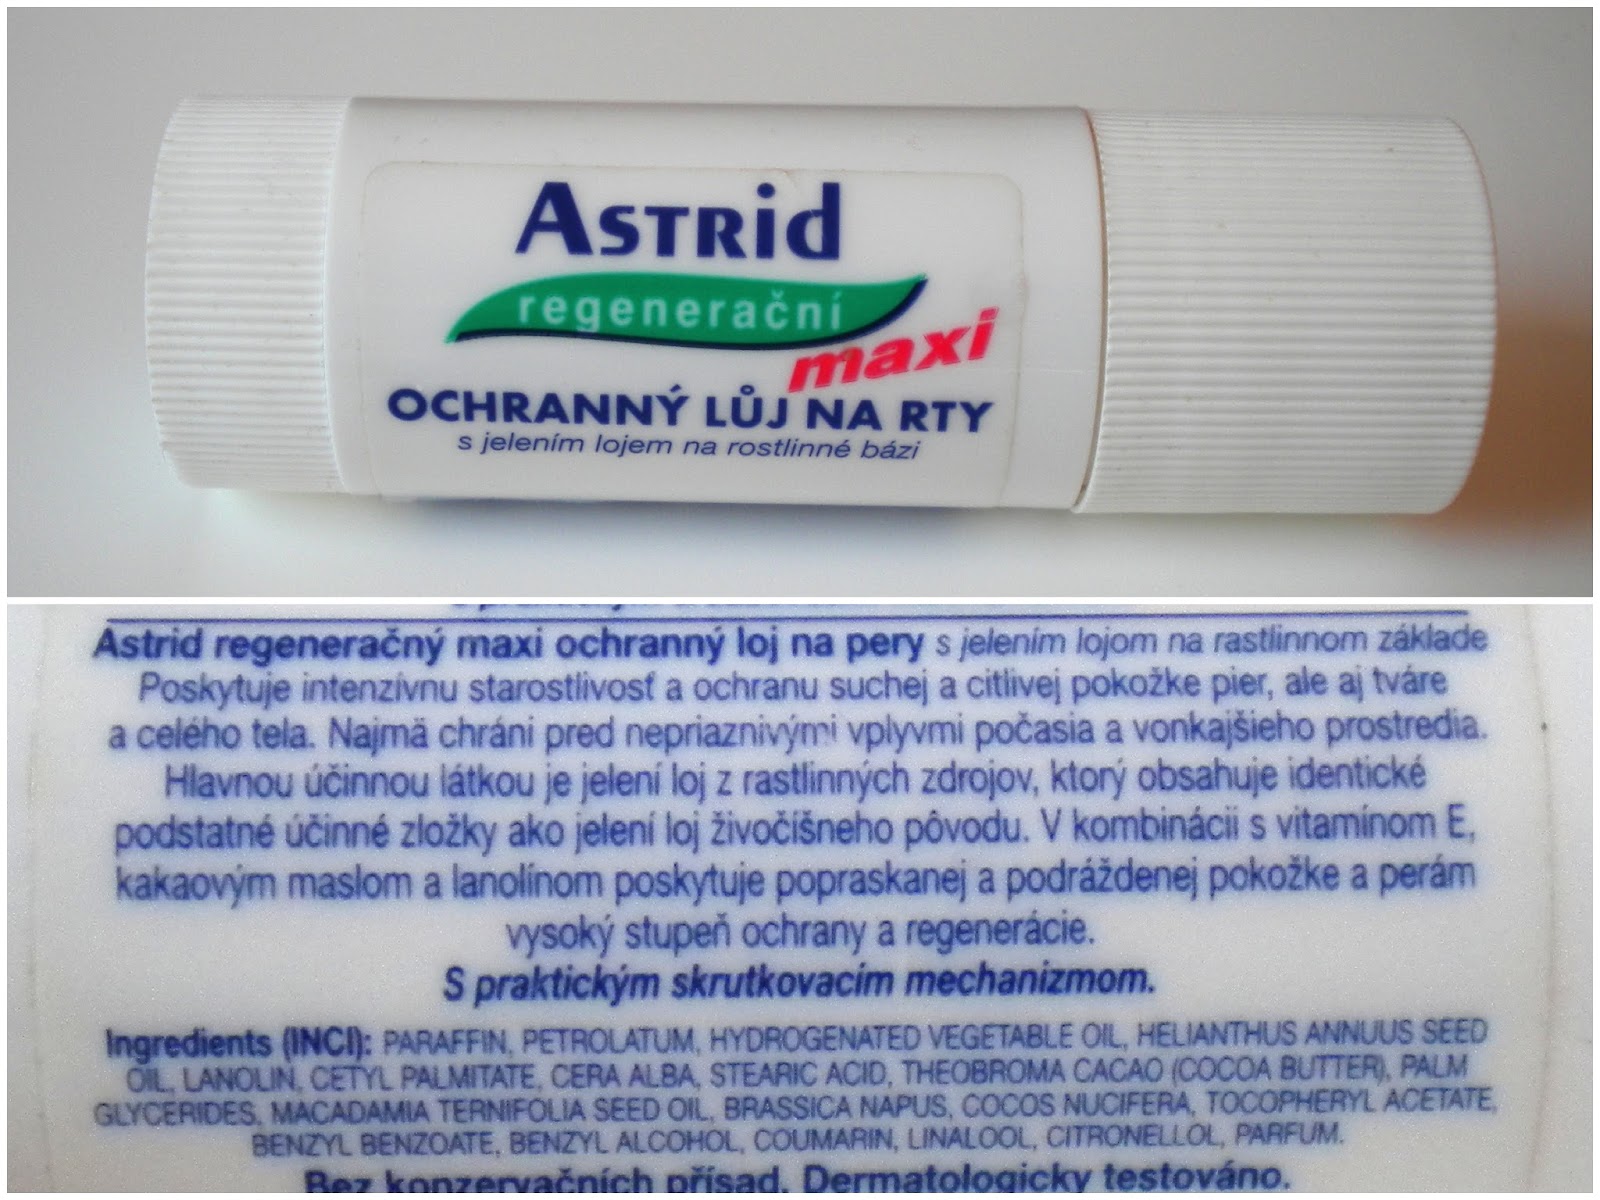 Astrid
regenerační
maxi
OCHRANNÝ LŮJ NA RTY
s jelením lojem na rostlinné bázi
Astrid regeneračný maxi ochranný loj na pery s jelením lojom na rastlinnom základe
Poskytuje intenzívnu starostlivosť a ochranu suchej a citlivej pokožke pier, ale aj tváre
a celého tela. Najmä chráni pred nepriaznivými vplyvmi počasia a vonkajšieho prostredia.
Hlavnou účinnou látkou je jelení loj z rastlinných zdrojov, ktorý obsahuje identické
podstatné účinné zložky ako jelení loj živočíšneho pôvodu. V kombinácii s vitamínom E,
kakaovým maslom a lanolínom poskytuje popraskanej a podráždenej pokožke a perám
vysoký stupeň ochrany a regenerácie.
S praktickým skrutkovacím mechanizmom.
Ingredients (INCI): PARAFFIN, PETROLATUM, HYDROGENATED VEGETABLE OIL, HELIANTHUS ANNUUS SEED
OIL, LANOLIN, CETYL PALMITATE, CERA ALBA, STEARIC ACID, THEOBROMA CACAO (COCOA BUTTER), PALM
GLYCERIDES, MACADAMIA TERNIFOLIA SEED OIL, BRASSICA NAPUS, COCOS NUCIFERA, TOCOPHERYL ACETATE,
BENZYL BENZOATE, BENZYL ALCOHOL, COUMARIN, LINALOOL, CITRONELLOL, PARFUM.
Bez konzervačních přísad. Dermatologicky testováno.